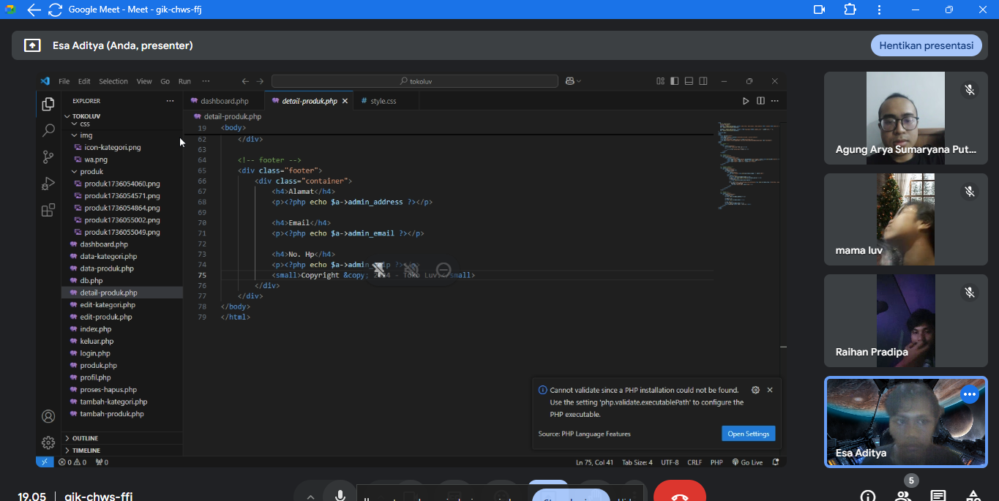 Google Meet - Meet - gik-chws-ffj
Esa Aditya (Anda, presenter)
Hentikan presentasi
File Edit Selection View Go Run ···
tokoluv
EXPLORER ···
dashboard.php
detail-produk.php
# style.css
TOKOLUV
css
img
icon-kategori.png
wa.png
produk
produk1736054060.png
produk1736054571.png
produk1736054864.png
produk1736055002.png
produk1736055049.png
dashboard.php
data-kategori.php
data-produk.php
db.php
detail-produk.php
edit-kategori.php
edit-produk.php
index.php
keluar.php
login.php
produk.php
profil.php
proses-hapus.php
tambah-kategori.php
tambah-produk.php
OUTLINE
TIMELINE
detail-produk.php
19 <body>
62 </div>
63
64 <!-- footer -->
65 <div class="footer">
66 <div class="container">
67 <h4>Alamat</h4>
68 <p><?php echo $a->admin_address ?></p>
69
70 <h4>Email</h4>
71 <p><?php echo $a->admin_email ?></p>
72
73 <h4>No. Hp</h4>
74 <p><?php echo $a->admin
75 <small>Copyright &copy; - Toko Luv
76 </div>
77 </div>
78 </body>
79 </html>
Cannot validate since a PHP installation could not be found.
Use the setting 'php.validate.executablePath' to configure the
PHP executable.
Source: PHP Language Features
Open Settings
0 0 0
Ln 75, Col 41 Tab Size: 4 UTF-8 CRLF PHP Go Live
Agung Arya Sumaryana Put...
mama luv
Raihan Pradipa
Esa Aditya
5
19.05 | gik-chws-ffj